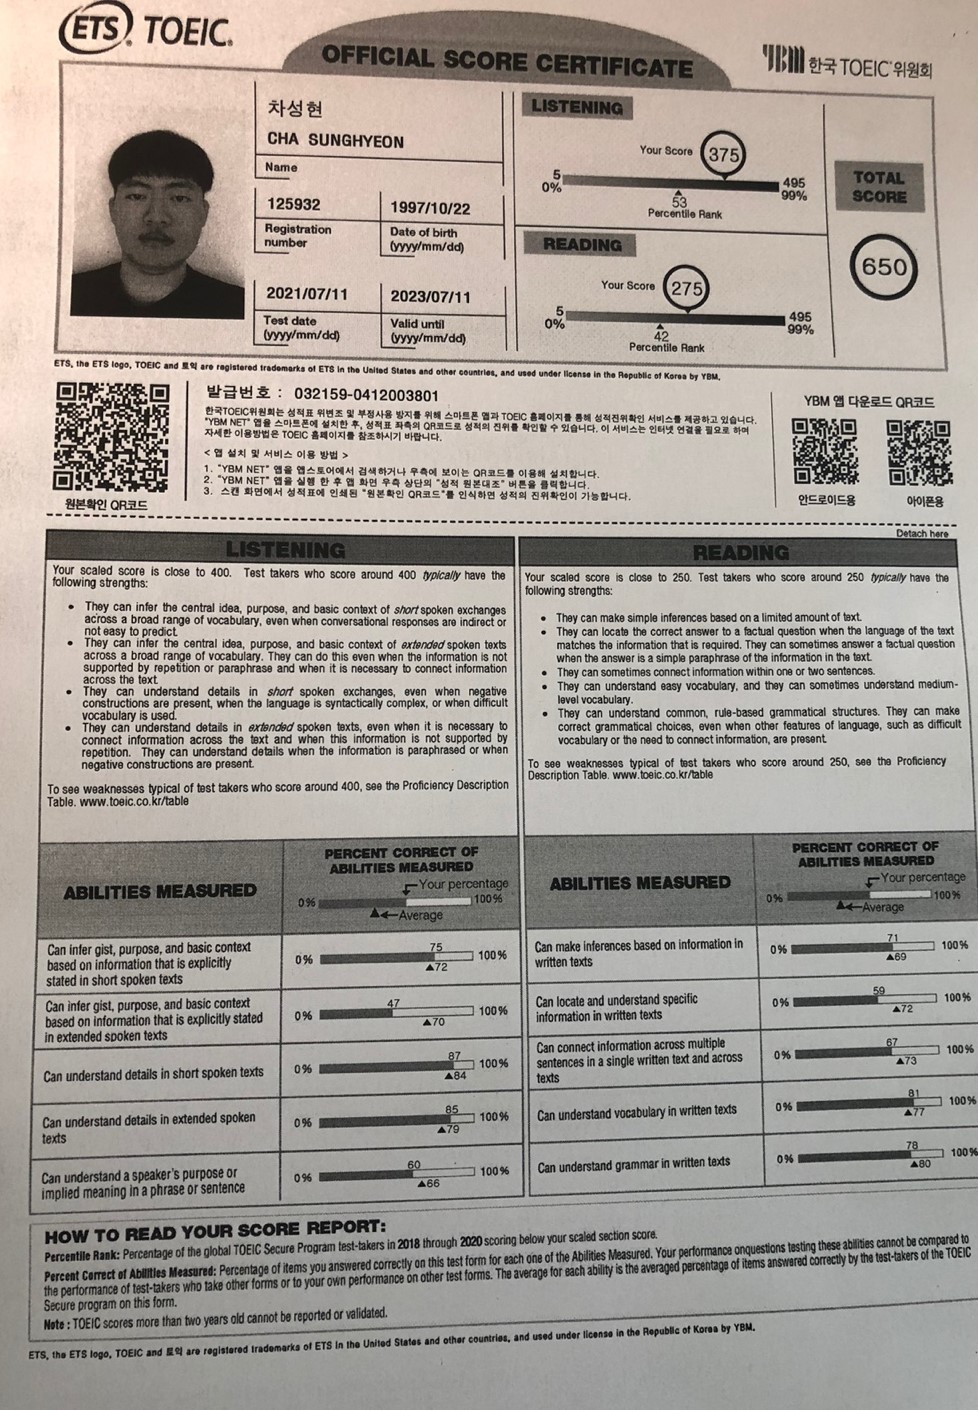 ETS TOEIC
OFFICIAL SCORE CERTIFICATE
YBM 한국TOEIC위원회
차성현
CHA SUNGHYEON
Name
125932
Registration
number
1997/10/22
Date of birth
(yyyy/mm/dd)
2021/07/11
Test date
(yyyy/mm/dd)
2023/07/11
Valid until
(yyyy/mm/dd)
LISTENING
Your Score 375
5 495
0% 99%
53
Percentile Rank
READING
Your Score 275
5 495
0% 99%
42
Percentile Rank
TOTAL
SCORE
650
ETS, the ETS logo, TOEIC and 토익 are registered trademarks of ETS in the United States and other countries, and used under license in the Republic of Korea by YBM.
원본확인 QR코드
발급번호 : 032159-0412003801
한국TOEIC위원회는 성적표 위변조 및 부정사용 방지를 위해 스마트폰 앱과 TOEIC 홈페이지를 통해 성적진위확인 서비스를 제공하고 있습니다.
"YBM NET" 앱을 스마트폰에 설치한 후, 성적표 좌측의 QR코드로 성적의 진위를 확인할 수 있습니다. 이 서비스는 인터넷 연결을 필요로 하며
자세한 이용방법은 TOEIC 홈페이지를 참조하시기 바랍니다.
< 앱 설치 및 서비스 이용 방법 >
1. "YBM NET" 앱을 앱스토어에서 검색하거나 우측에 보이는 QR코드를 이용해 설치합니다.
2. "YBM NET" 앱을 실행 한 후 앱 화면 우측 상단의 "성적 원본대조" 버튼을 클릭합니다.
3. 스캔 화면에서 성적표에 인쇄된 "원본확인 QR코드"를 인식하면 성적의 진위확인이 가능합니다.
YBM 앱 다운로드 QR코드
안드로이드용 아이폰용
Detach here
LISTENING
Your scaled score is close to 400. Test takers who score around 400 typically have the
following strengths:
• They can infer the central idea, purpose, and basic context of short spoken exchanges
across a broad range of vocabulary, even when conversational responses are indirect or
not easy to predict.
• They can infer the central idea, purpose, and basic context of extended spoken texts
across a broad range of vocabulary. They can do this even when the information is not
supported by repetition or paraphrase and when it is necessary to connect information
across the text.
• They can understand details in short spoken exchanges, even when negative
constructions are present, when the language is syntactically complex, or when difficult
vocabulary is used.
• They can understand details in extended spoken texts, even when it is necessary to
connect information across the text and when this information is not supported by
repetition. They can understand details when the information is paraphrased or when
negative constructions are present.
To see weaknesses typical of test takers who score around 400, see the Proficiency Description
Table. www.toeic.co.kr/table
READING
Your scaled score is close to 250. Test takers who score around 250 typically have the
following strengths:
• They can make simple inferences based on a limited amount of text.
• They can locate the correct answer to a factual question when the language of the text
matches the information that is required. They can sometimes answer a factual question
when the answer is a simple paraphrase of the information in the text.
• They can sometimes connect information within one or two sentences.
• They can understand easy vocabulary, and they can sometimes understand medium-
level vocabulary.
• They can understand common, rule-based grammatical structures. They can make
correct grammatical choices, even when other features of language, such as difficult
vocabulary or the need to connect information, are present.
To see weaknesses typical of test takers who score around 250, see the Proficiency
Description Table. www.toeic.co.kr/table
ABILITIES MEASURED
PERCENT CORRECT OF
ABILITIES MEASURED
Your percentage
0% 100%
Average
Can infer gist, purpose, and basic context
based on information that is explicitly
stated in short spoken texts
0% 75 100%
▲72
Can infer gist, purpose, and basic context
based on information that is explicitly stated
in extended spoken texts
0% 47 100%
▲70
Can understand details in short spoken texts
0% 87 100%
▲84
Can understand details in extended spoken
texts
0% 85 100%
▲79
Can understand a speaker's purpose or
implied meaning in a phrase or sentence
0% 60 100%
▲66
ABILITIES MEASURED
PERCENT CORRECT OF
ABILITIES MEASURED
Your percentage
0% 100%
Average
Can make inferences based on information in
written texts
0% 71 100%
▲69
Can locate and understand specific
information in written texts
0% 59 100%
▲72
Can connect information across multiple
sentences in a single written text and across
texts
0% 67 100%
▲73
Can understand vocabulary in written texts
0% 81 100%
▲77
Can understand grammar in written texts
0% 78 100%
▲80
HOW TO READ YOUR SCORE REPORT:
Percentile Rank: Percentage of the global TOEIC Secure Program test-takers in 2018 through 2020 scoring below your scaled section score.
Percent Correct of Abilities Measured: Percentage of items you answered correctly on this test form for each one of the Abilities Measured. Your performance onquestions testing these abilities cannot be compared to
the performance of test-takers who take other forms or to your own performance on other test forms. The average for each ability is the averaged percentage of items answered correctly by the test-takers of the TOEIC
Secure program on this form.
Note : TOEIC scores more than two years old cannot be reported or validated.
ETS, the ETS logo, TOEIC and 토익 are registered trademarks of ETS in the United States and other countries, and used under license in the Republic of Korea by YBM.